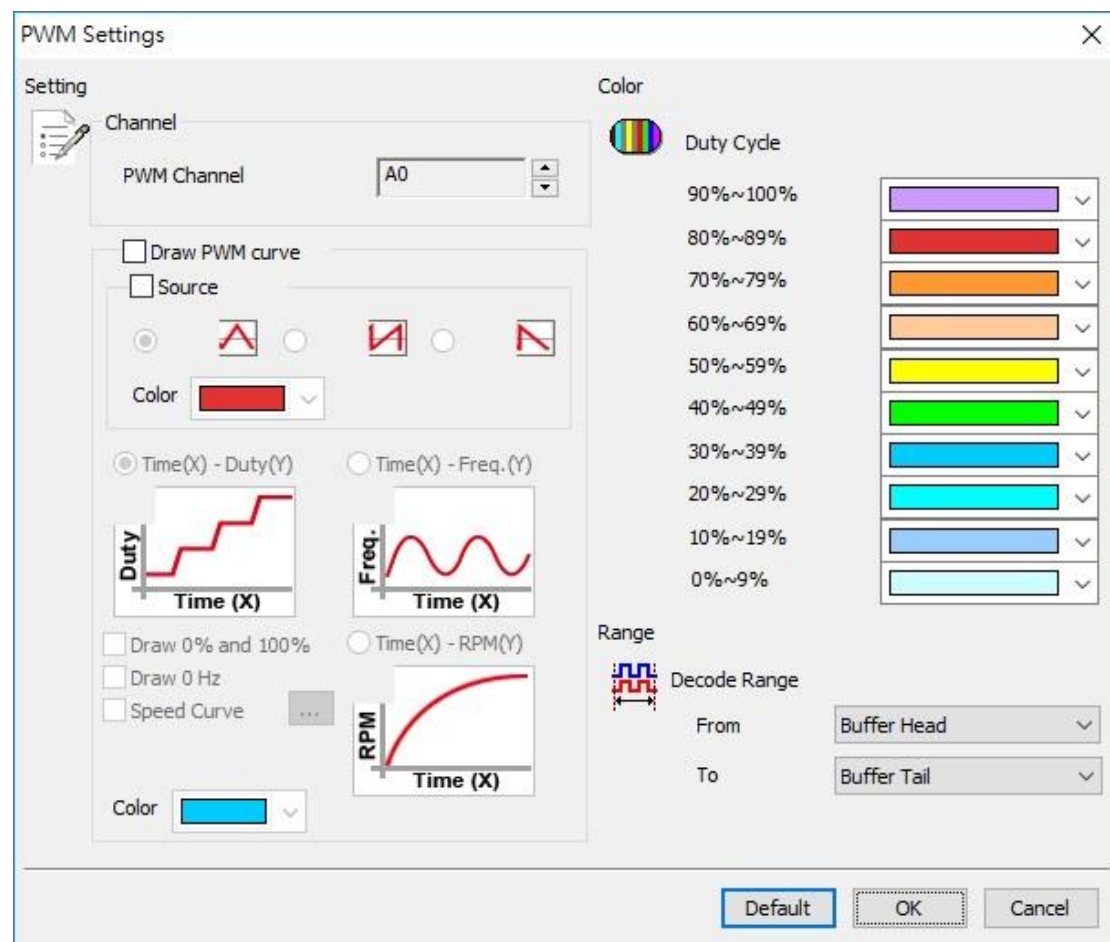 PWM Settings
Setting
Channel
PWM Channel
A0
Draw PWM curve
Source
Color
Time(X) - Duty(Y)
Time(X) - Freq.(Y)
Duty
Time (X)
Freq.
Time (X)
Draw 0% and 100%
Time(X) - RPM(Y)
Draw 0 Hz
Speed Curve
...
RPM
Time (X)
Color
Color
Duty Cycle
90%~100%
80%~89%
70%~79%
60%~69%
50%~59%
40%~49%
30%~39%
20%~29%
10%~19%
0%~9%
Range
Decode Range
From
Buffer Head
To
Buffer Tail
Default
OK
Cancel